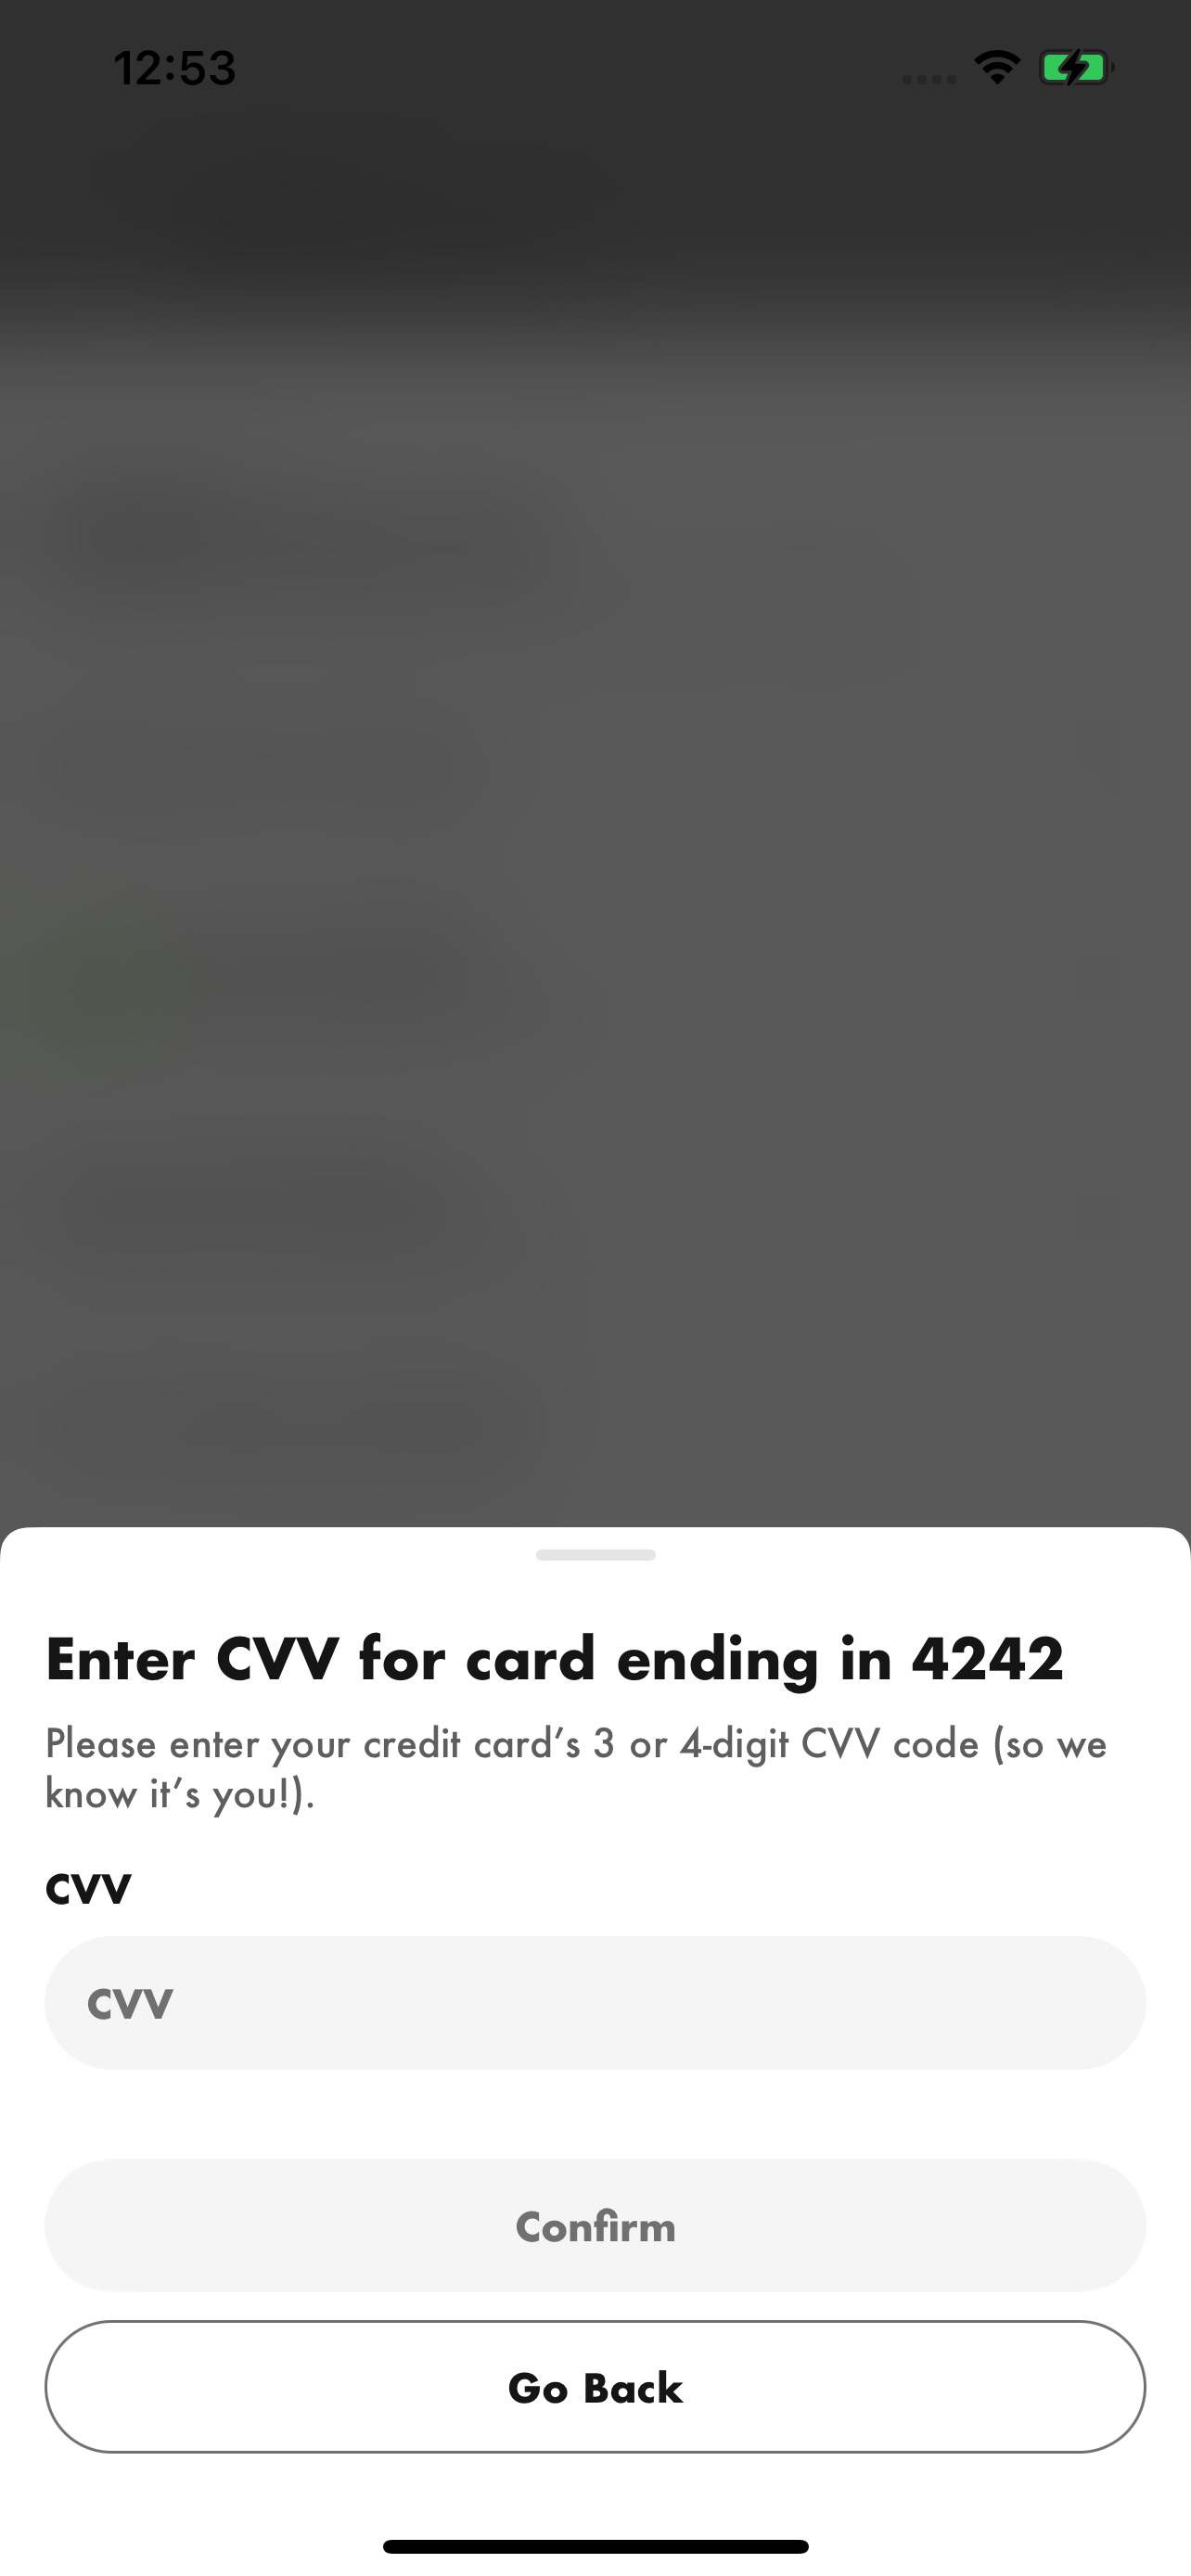 12:53
Enter CVV for card ending in 4242
Please enter your credit card’s 3 or 4-digit CVV code (so we
know it’s you!).
CVV
CVV
Confirm
Go Back